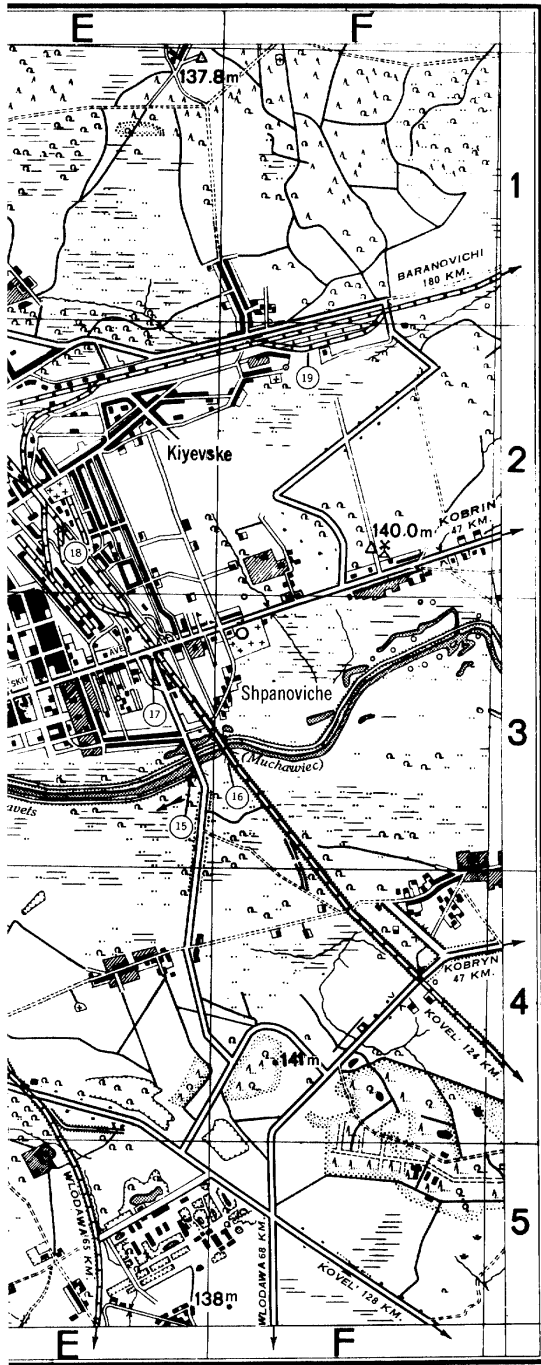 E F
137.8m
1
BARANOVICHI
180 KM.
19
Kiyevske
2
KOBRIN
47 KM.
140.0m
18
AVE
SKIY
Shpanoviche
17
3
(Muchawiec)
avets
16
15
KOBRYN
47 KM.
4
KOVEL' 124 KM.
141m
WLODAWA 65 KM.
5
WLODAWA 68 KM.
KOVEL' 128 KM.
138m
E F